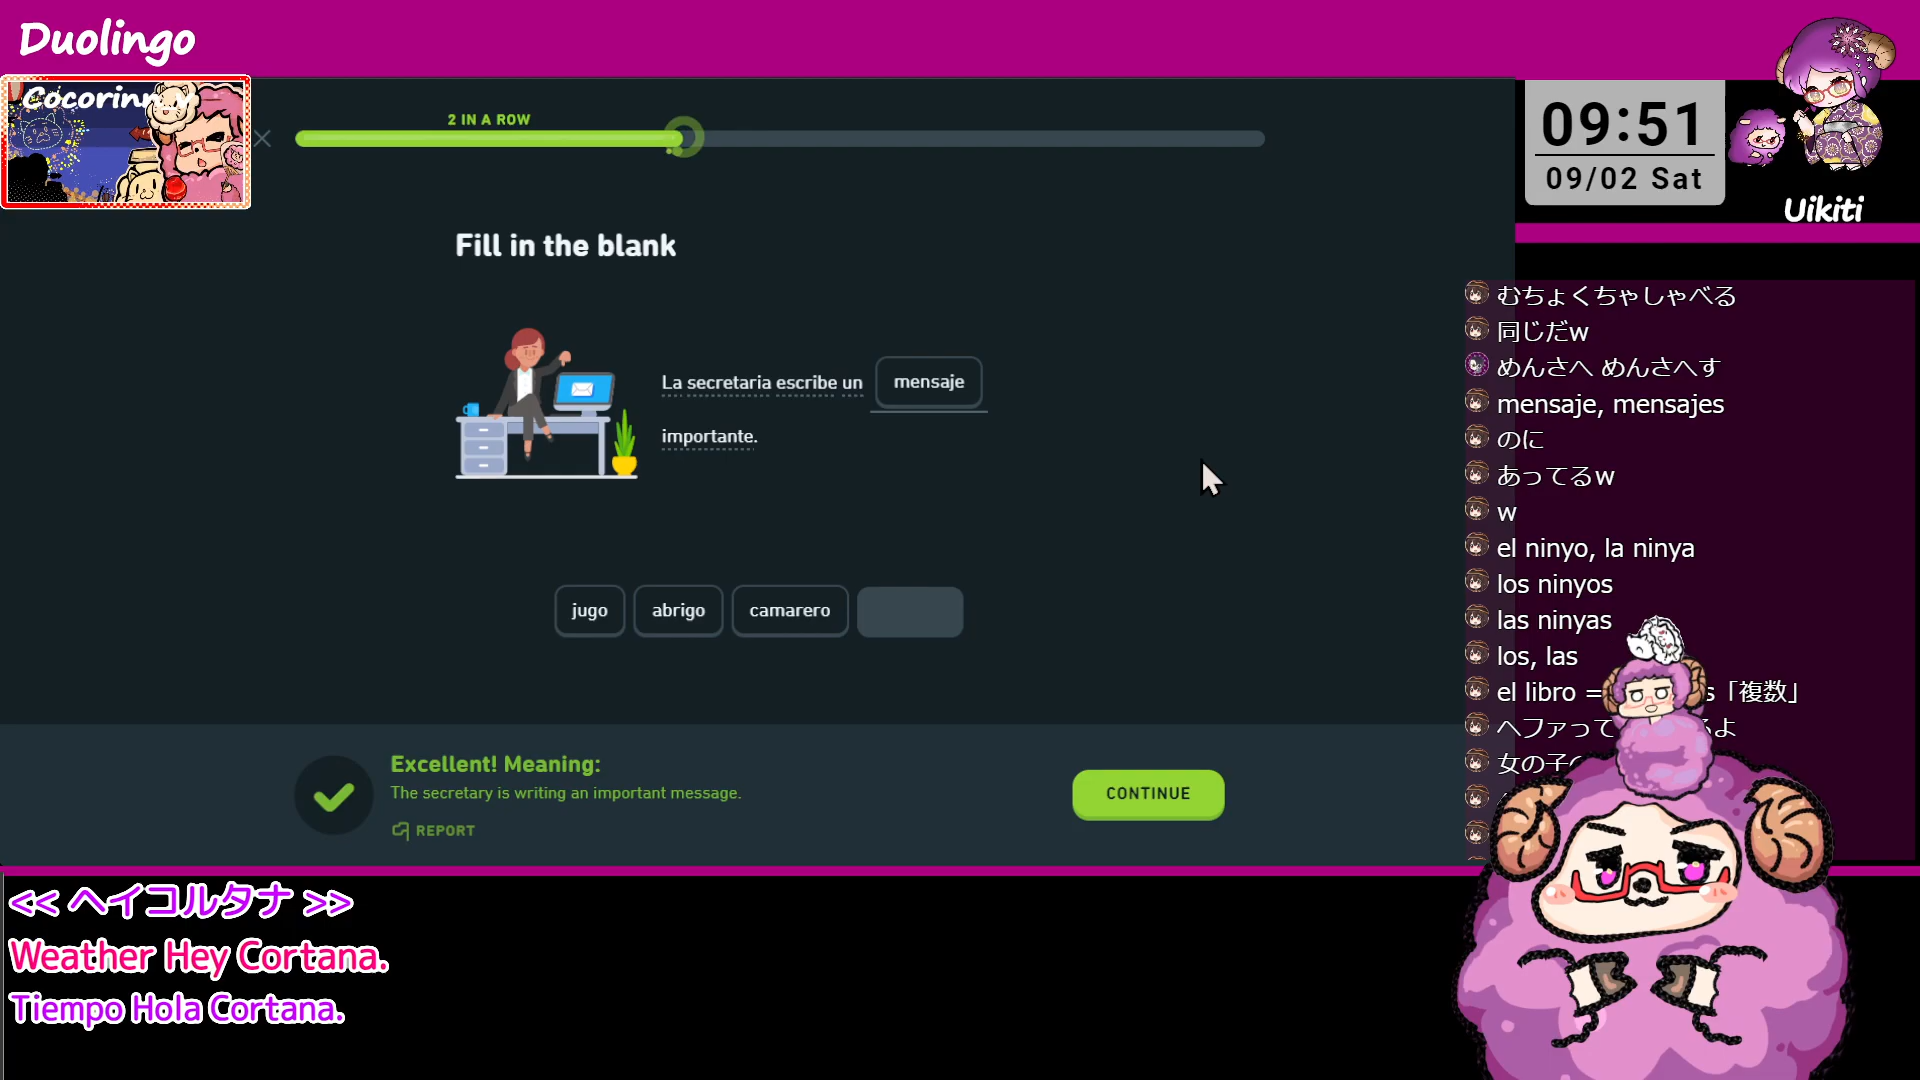 Duolingo
Cocorinn_v
2 IN A ROW
Fill in the blank
La secretaria escribe un mensaje
importante.
jugo abrigo camarero
Excellent! Meaning:
The secretary is writing an important message.
REPORT
CONTINUE
09:51
09/02 Sat
Uikiti
むちょくちゃしゃべる
同じだw
めんさへ めんさへす
mensaje, mensajes
のに
あってるw
w
el ninyo, la ninya
los ninyos
las ninyas
los, las
el libro = s「複数」
ヘファって よ
女の子
<< ヘイコルタナ >>
Weather Hey Cortana.
Tiempo Hola Cortana.